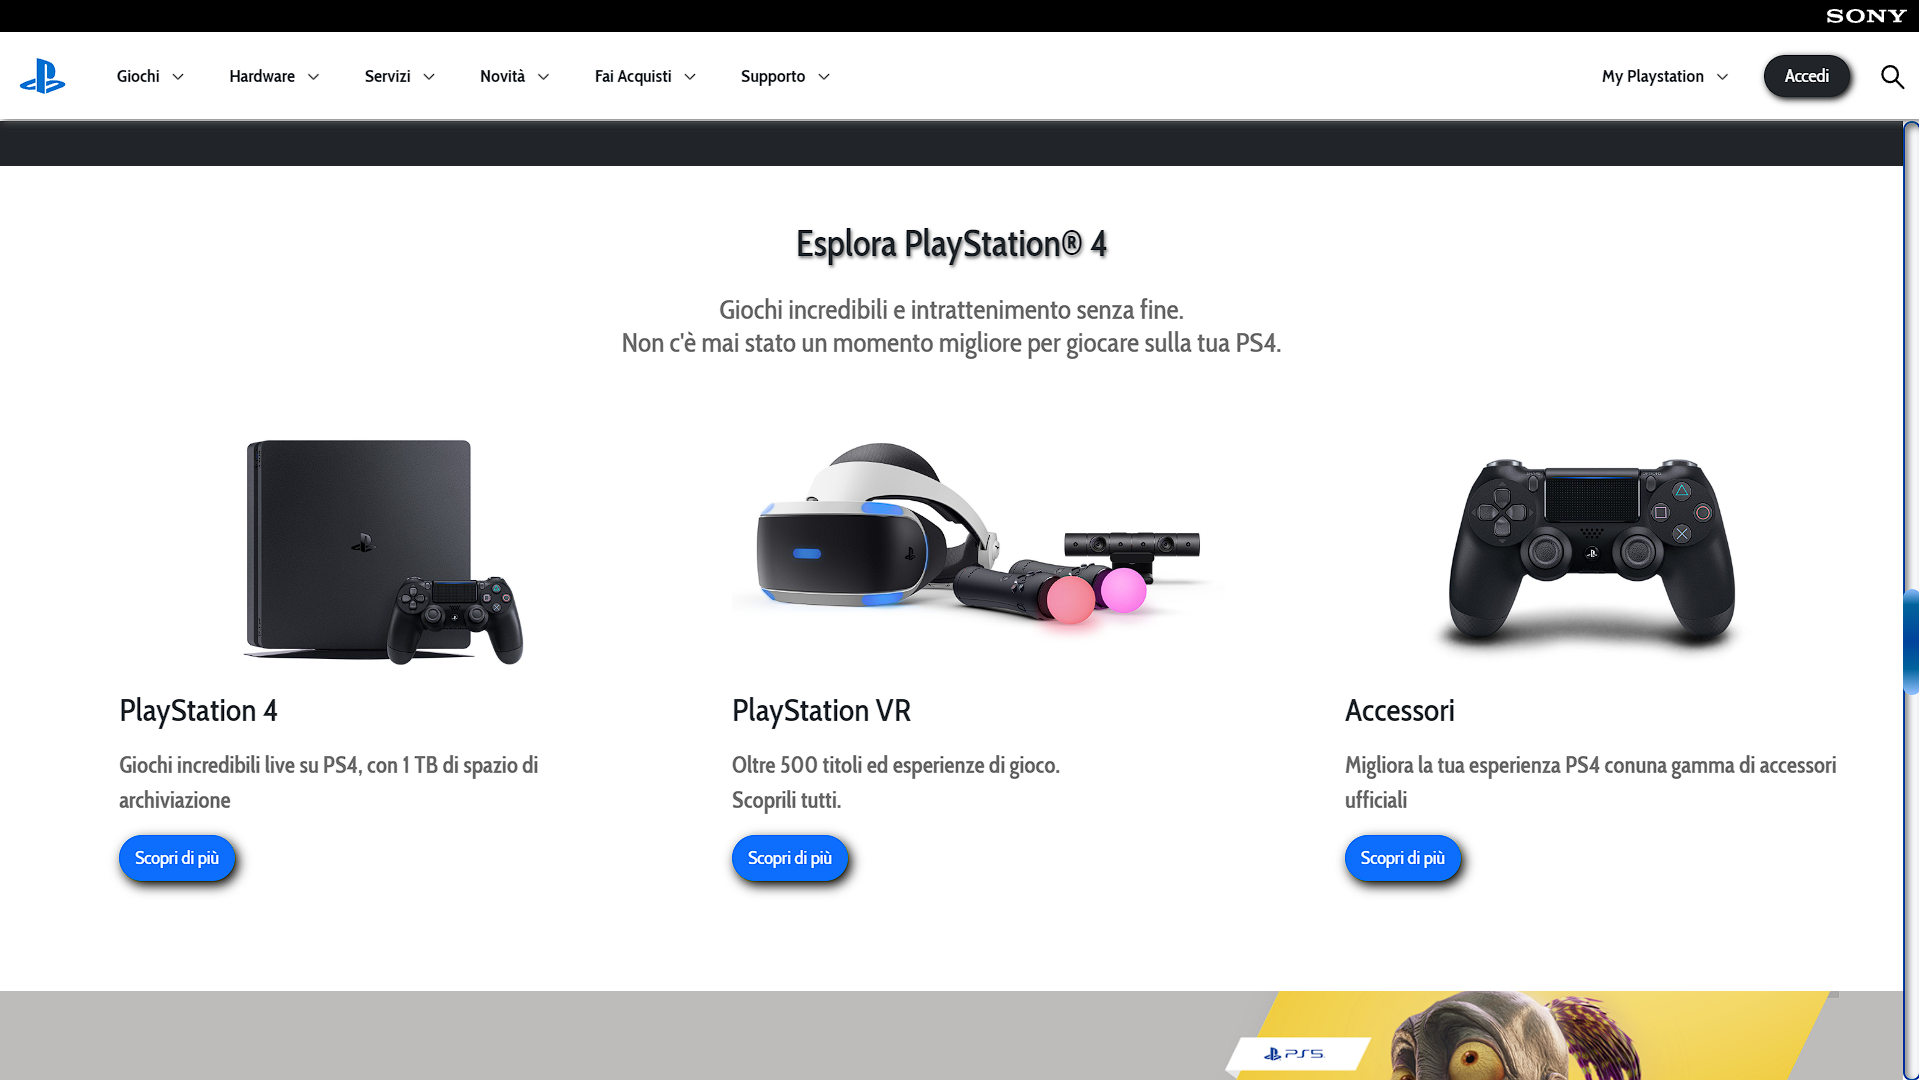 SONY
Giochi
Hardware
Servizi
Novità
Fai Acquisti
Supporto
My Playstation
Accedi
Esplora PlayStation® 4
Giochi incredibili e intrattenimento senza fine.
Non c'è mai stato un momento migliore per giocare sulla tua PS4.
PlayStation 4
Giochi incredibili live su PS4, con 1 TB di spazio di
archiviazione
Scopri di più
PlayStation VR
Oltre 500 titoli ed esperienze di gioco.
Scoprili tutti.
Scopri di più
Accessori
Migliora la tua esperienza PS4 conuna gamma di accessori
ufficiali
Scopri di più
PS5